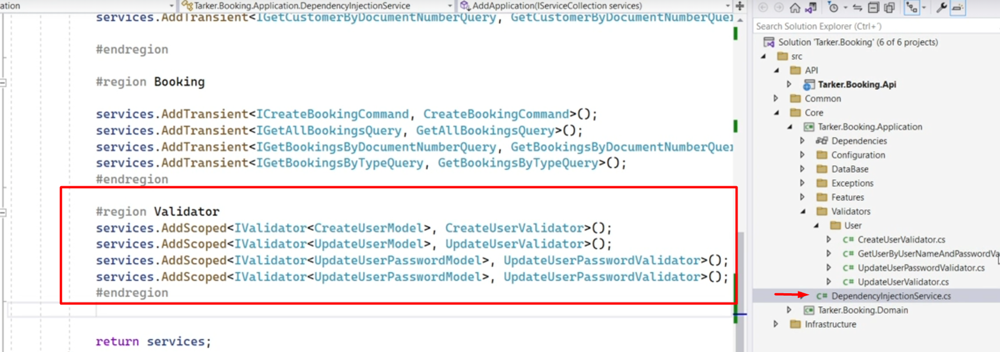 ation
Tarker.Booking.Application.DependencyInjectionService
AddApplication(IServiceCollection services)
services.AddTransient<IGetCustomerByDocumentNumberQuery, GetCustomerByDocumentNumberQuer
#endregion
#region Booking
services.AddTransient<ICreateBookingCommand, CreateBookingCommand>();
services.AddTransient<IGetAllBookingsQuery, GetAllBookingsQuery>();
services.AddTransient<IGetBookingsByDocumentNumberQuery, GetBookingsByDocumentNumberQuer
services.AddTransient<IGetBookingsByTypeQuery, GetBookingsByTypeQuery>();
#endregion
#region Validator
services.AddScoped<IValidator<CreateUserModel>, CreateUserValidator>();
services.AddScoped<IValidator<UpdateUserModel>, UpdateUserValidator>();
services.AddScoped<IValidator<UpdateUserPasswordModel>, UpdateUserPasswordValidator>();
services.AddScoped<IValidator<UpdateUserPasswordModel>, UpdateUserPasswordValidator>();
#endregion
return services;
Search Solution Explorer (Ctrl+´)
Solution 'Tarker.Booking' (6 of 6 projects)
src
API
Tarker.Booking.Api
Common
Core
C# Tarker.Booking.Application
Dependencies
Configuration
DataBase
Exceptions
Features
Validators
User
C# CreateUserValidator.cs
C# GetUserByUserNameAndPasswordVa
C# UpdateUserPasswordValidator.cs
C# UpdateUserValidator.cs
C# DependencyInjectionService.cs
C# Tarker.Booking.Domain
Infrastructure